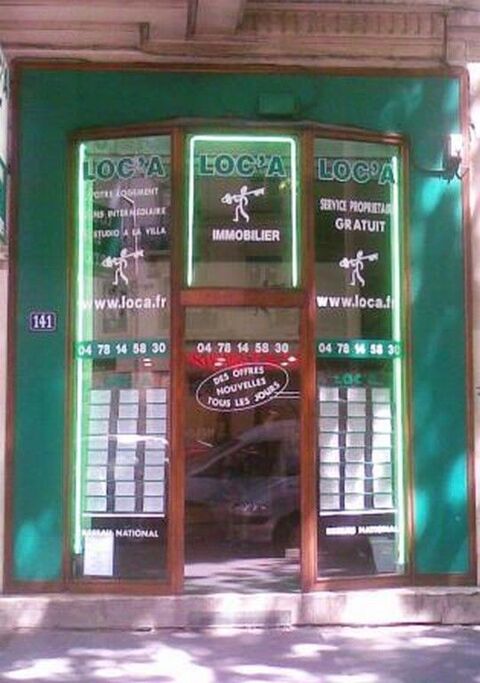 LOC'A
VOTRE LOGEMENT
SANS INTERMEDIAIRE
STUDIO A LA VILLA
www.loca.fr
04 78 14 58 30
NATIONAL
LOC'A
IMMOBILIER
04 78 14 58 30
DES OFFRES
NOUVELLES
TOUS LES JOURS
LOC'A
SERVICE PROPRIETAIRE
GRATUIT
www.loca.fr
04 78 14 58 30
LOC'A
RESEAU NATIONAL
141